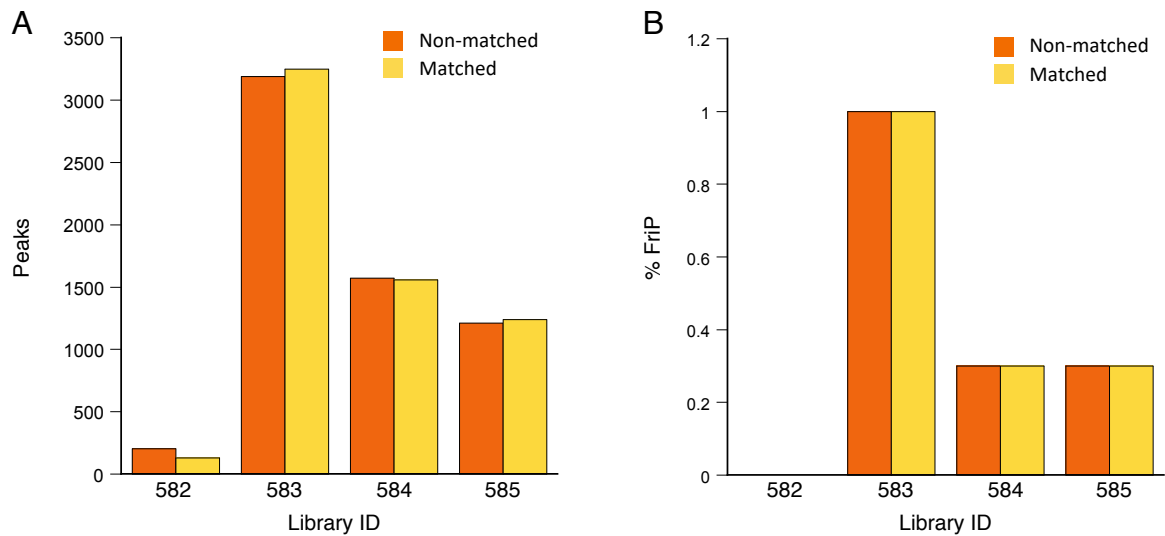 A
Peaks
3500
3000
2500
2000
1500
1000
500
0
Non-matched
Matched
582 583 584 585
Library ID
B
% FriP
1.2
1
0.8
0.6
0.4
0.2
0
Non-matched
Matched
582 583 584 585
Library ID